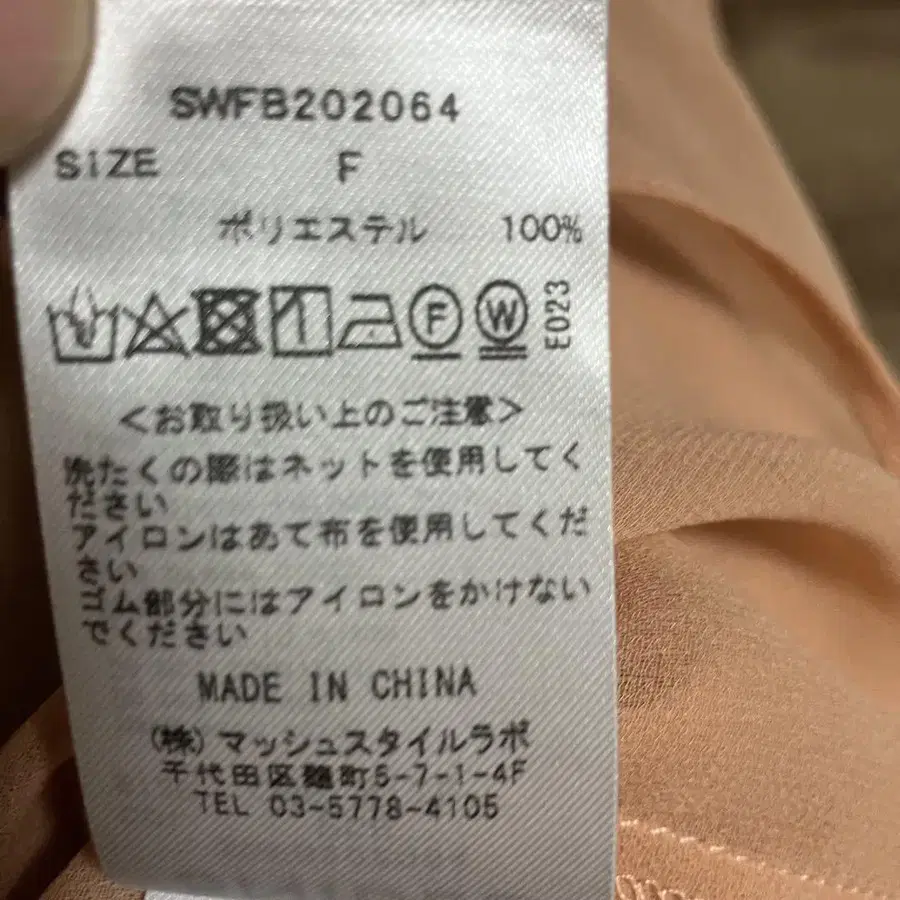 SWFB202064
SiZE F
ポリエステル 100%
F W E023
<お取り扱い上のご注意>
洗たくの際はネットを使用してく
ださい
アイロンはあて布を使用してくだ
さい
ゴム部分にはアイロンをかけない
でください
MADE IN CHINA
(株)マッシュスタイルラボ
千代田区麹町5-7-1-4F
TEL 03-5778-4105